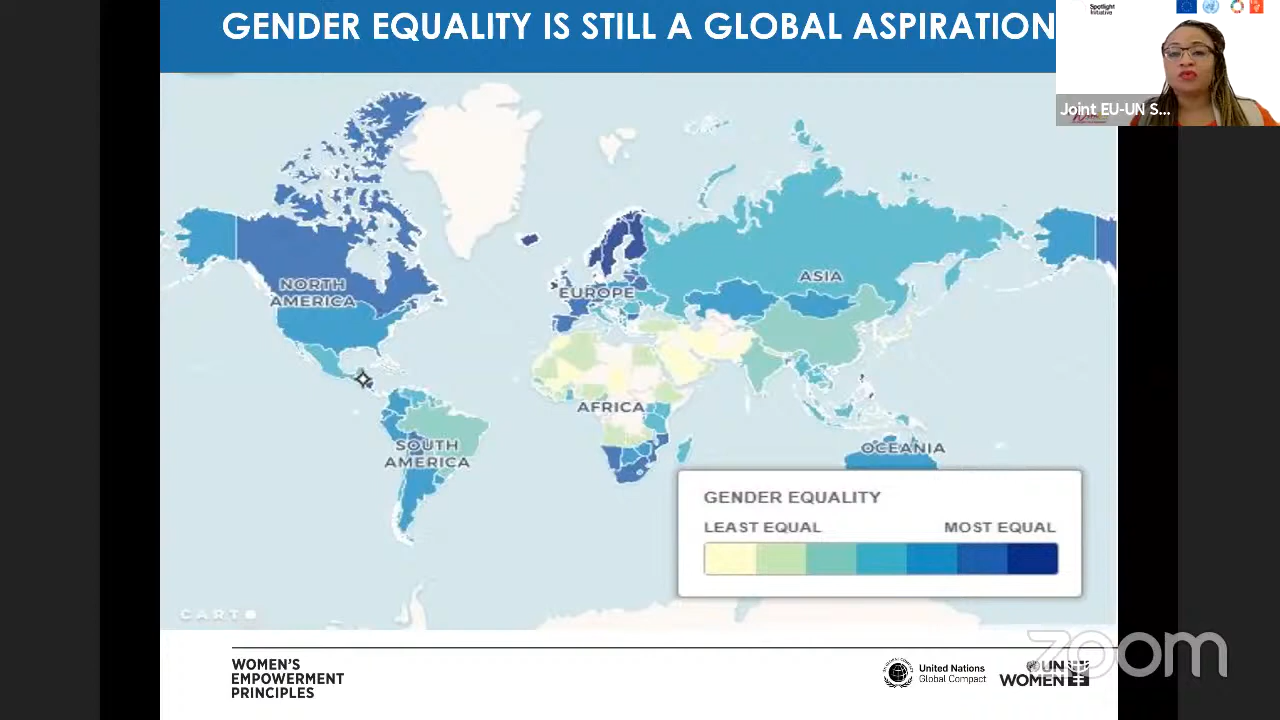 GENDER EQUALITY IS STILL A GLOBAL ASPIRATION
Spotlight
Initiative
Joint EU-UN S...
NORTH
AMERICA
EUROPE
ASIA
AFRICA
SOUTH
AMERICA
OCEANIA
GENDER EQUALITY
LEAST EQUAL
MOST EQUAL
CARTO
WOMEN'S
EMPOWERMENT
PRINCIPLES
United Nations
Global Compact
UN
WOMEN
zoom